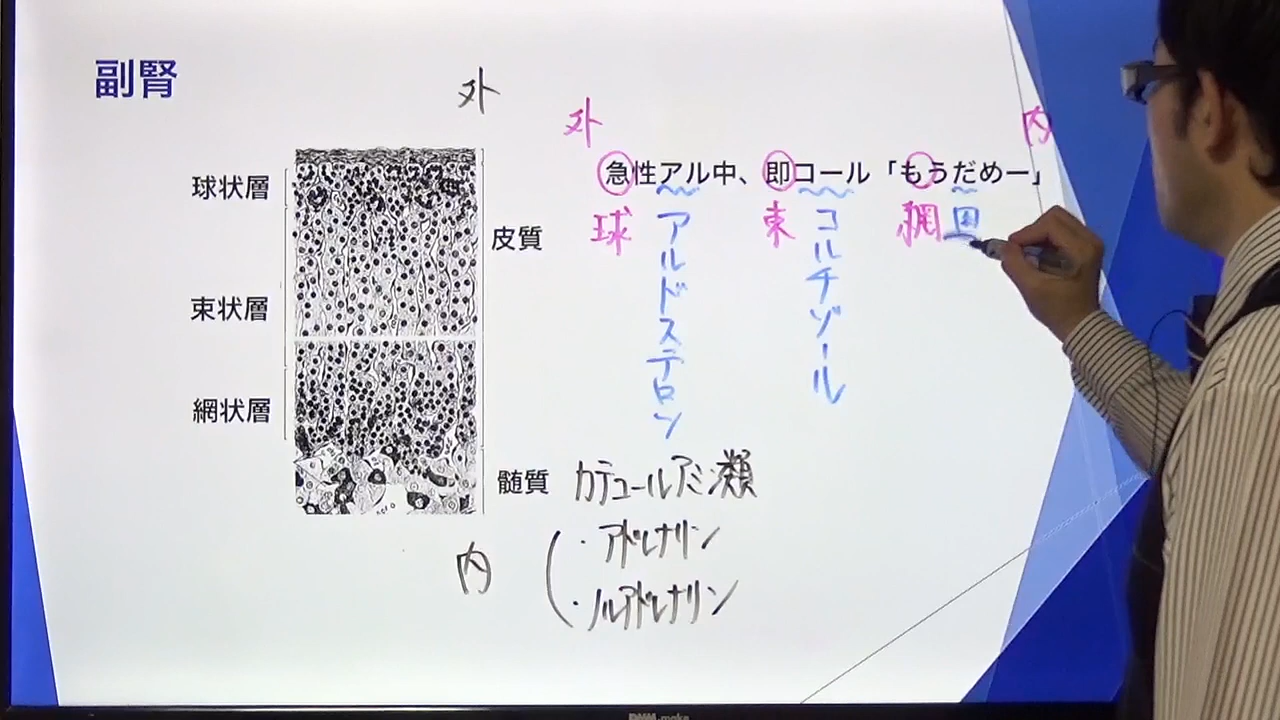 副腎
外
外
内
急性アル中、即コール「もうだめー」
球状層
球
アルドステロン
束
コルチゾール
網
皮質
束状層
網状層
髄質
カテコールアミン類
・アドレナリン
・ノルアドレナリン
内